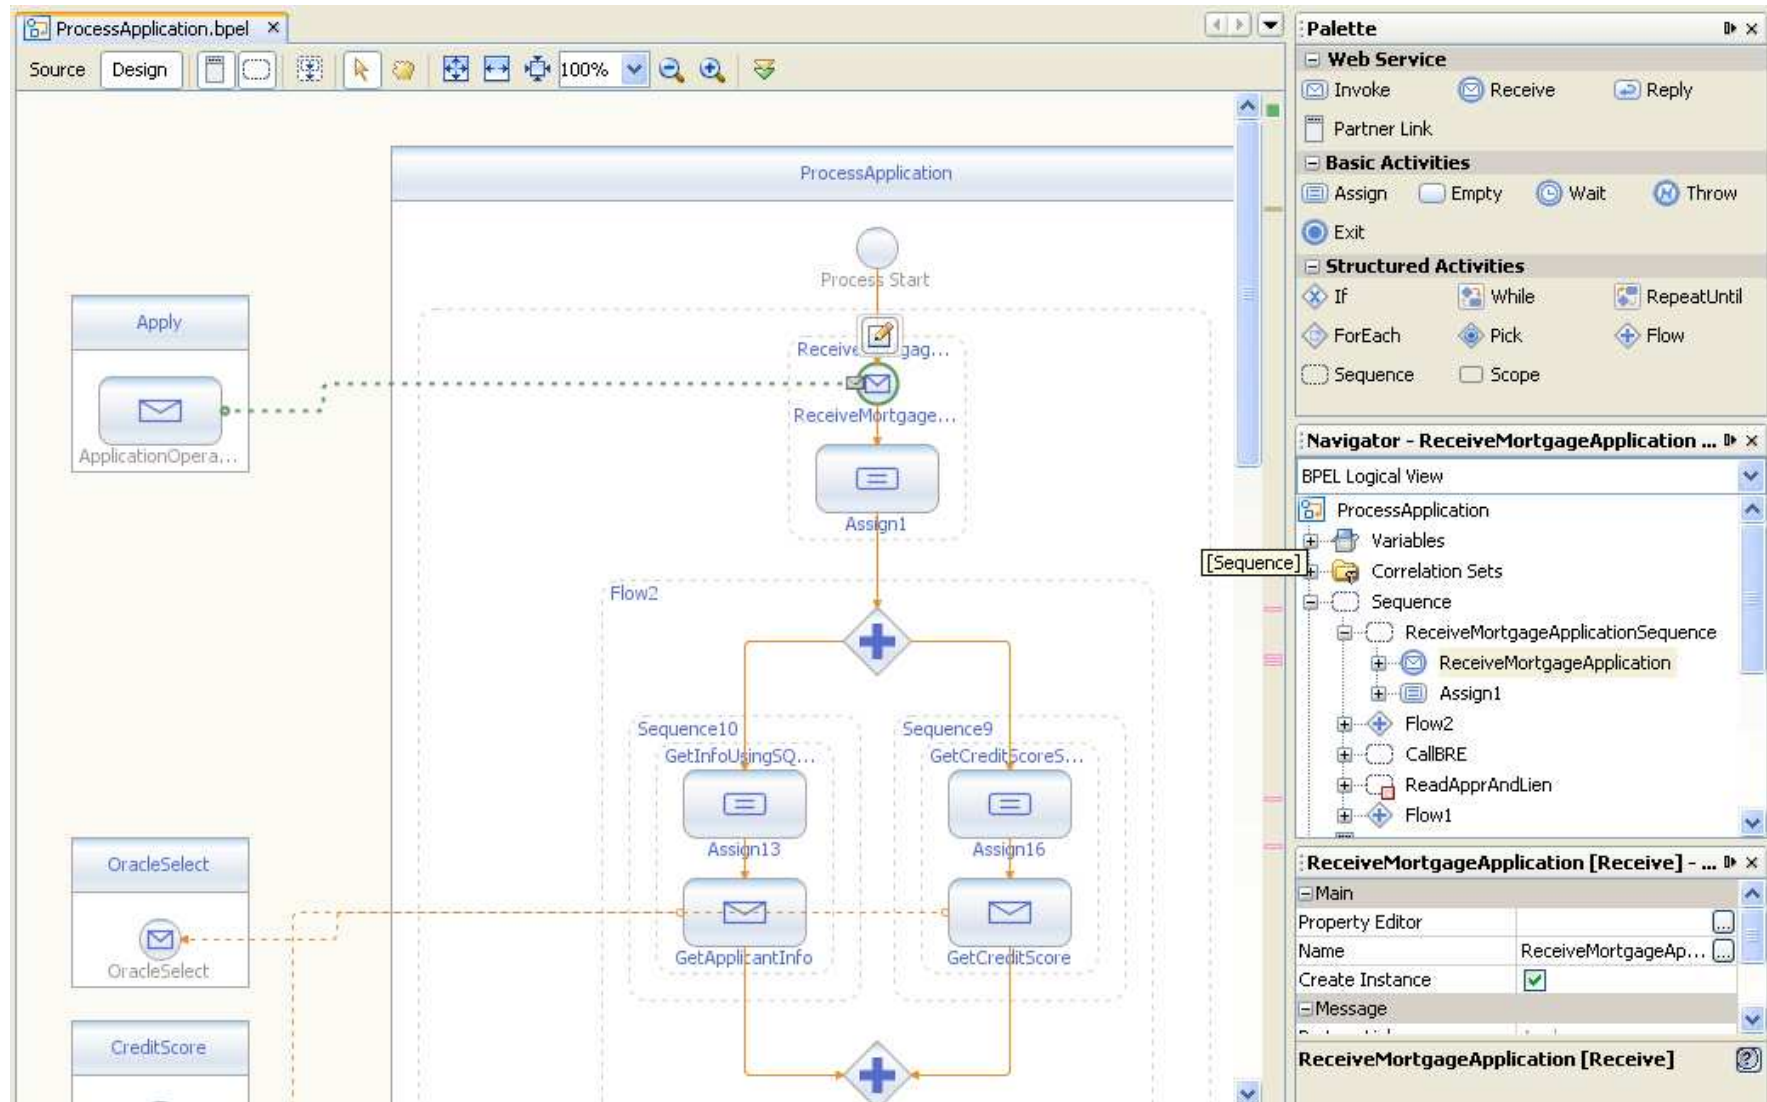 ProcessApplication.bpel
Source Design 100%
ProcessApplication
Process Start
Apply
ApplicationOpera...
ReceiveMortgage...
Assign1
Flow2
[Sequence]
Sequence10
GetInfoUsingSQ...
Assign13
GetApplicantInfo
Sequence9
GetCreditScoreS...
Assign16
GetCreditScore
OracleSelect
OracleSelect
CreditScore
Palette
Web Service
Invoke Receive Reply
Partner Link
Basic Activities
Assign Empty Wait Throw
Exit
Structured Activities
If While RepeatUntil
ForEach Pick Flow
Sequence Scope
Navigator - ReceiveMortgageApplication ...
BPEL Logical View
ProcessApplication
Variables
Correlation Sets
Sequence
ReceiveMortgageApplicationSequence
ReceiveMortgageApplication
Assign1
Flow2
CallBRE
ReadApprAndLien
Flow1
ReceiveMortgageApplication [Receive] - ...
Main
Property Editor ...
Name ReceiveMortgageAp... ...
Create Instance
Message
ReceiveMortgageApplication [Receive]